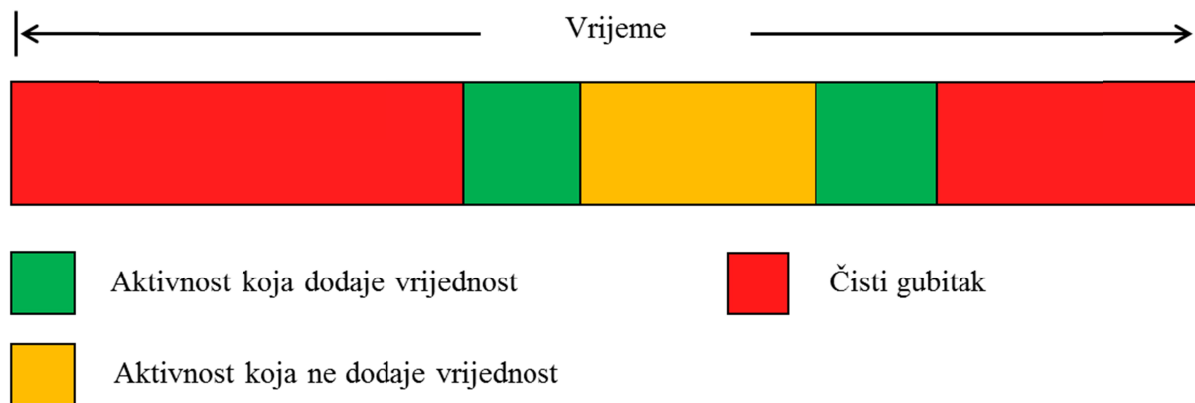 Vrijeme
Aktivnost koja dodaje vrijednost
Čisti gubitak
Aktivnost koja ne dodaje vrijednost